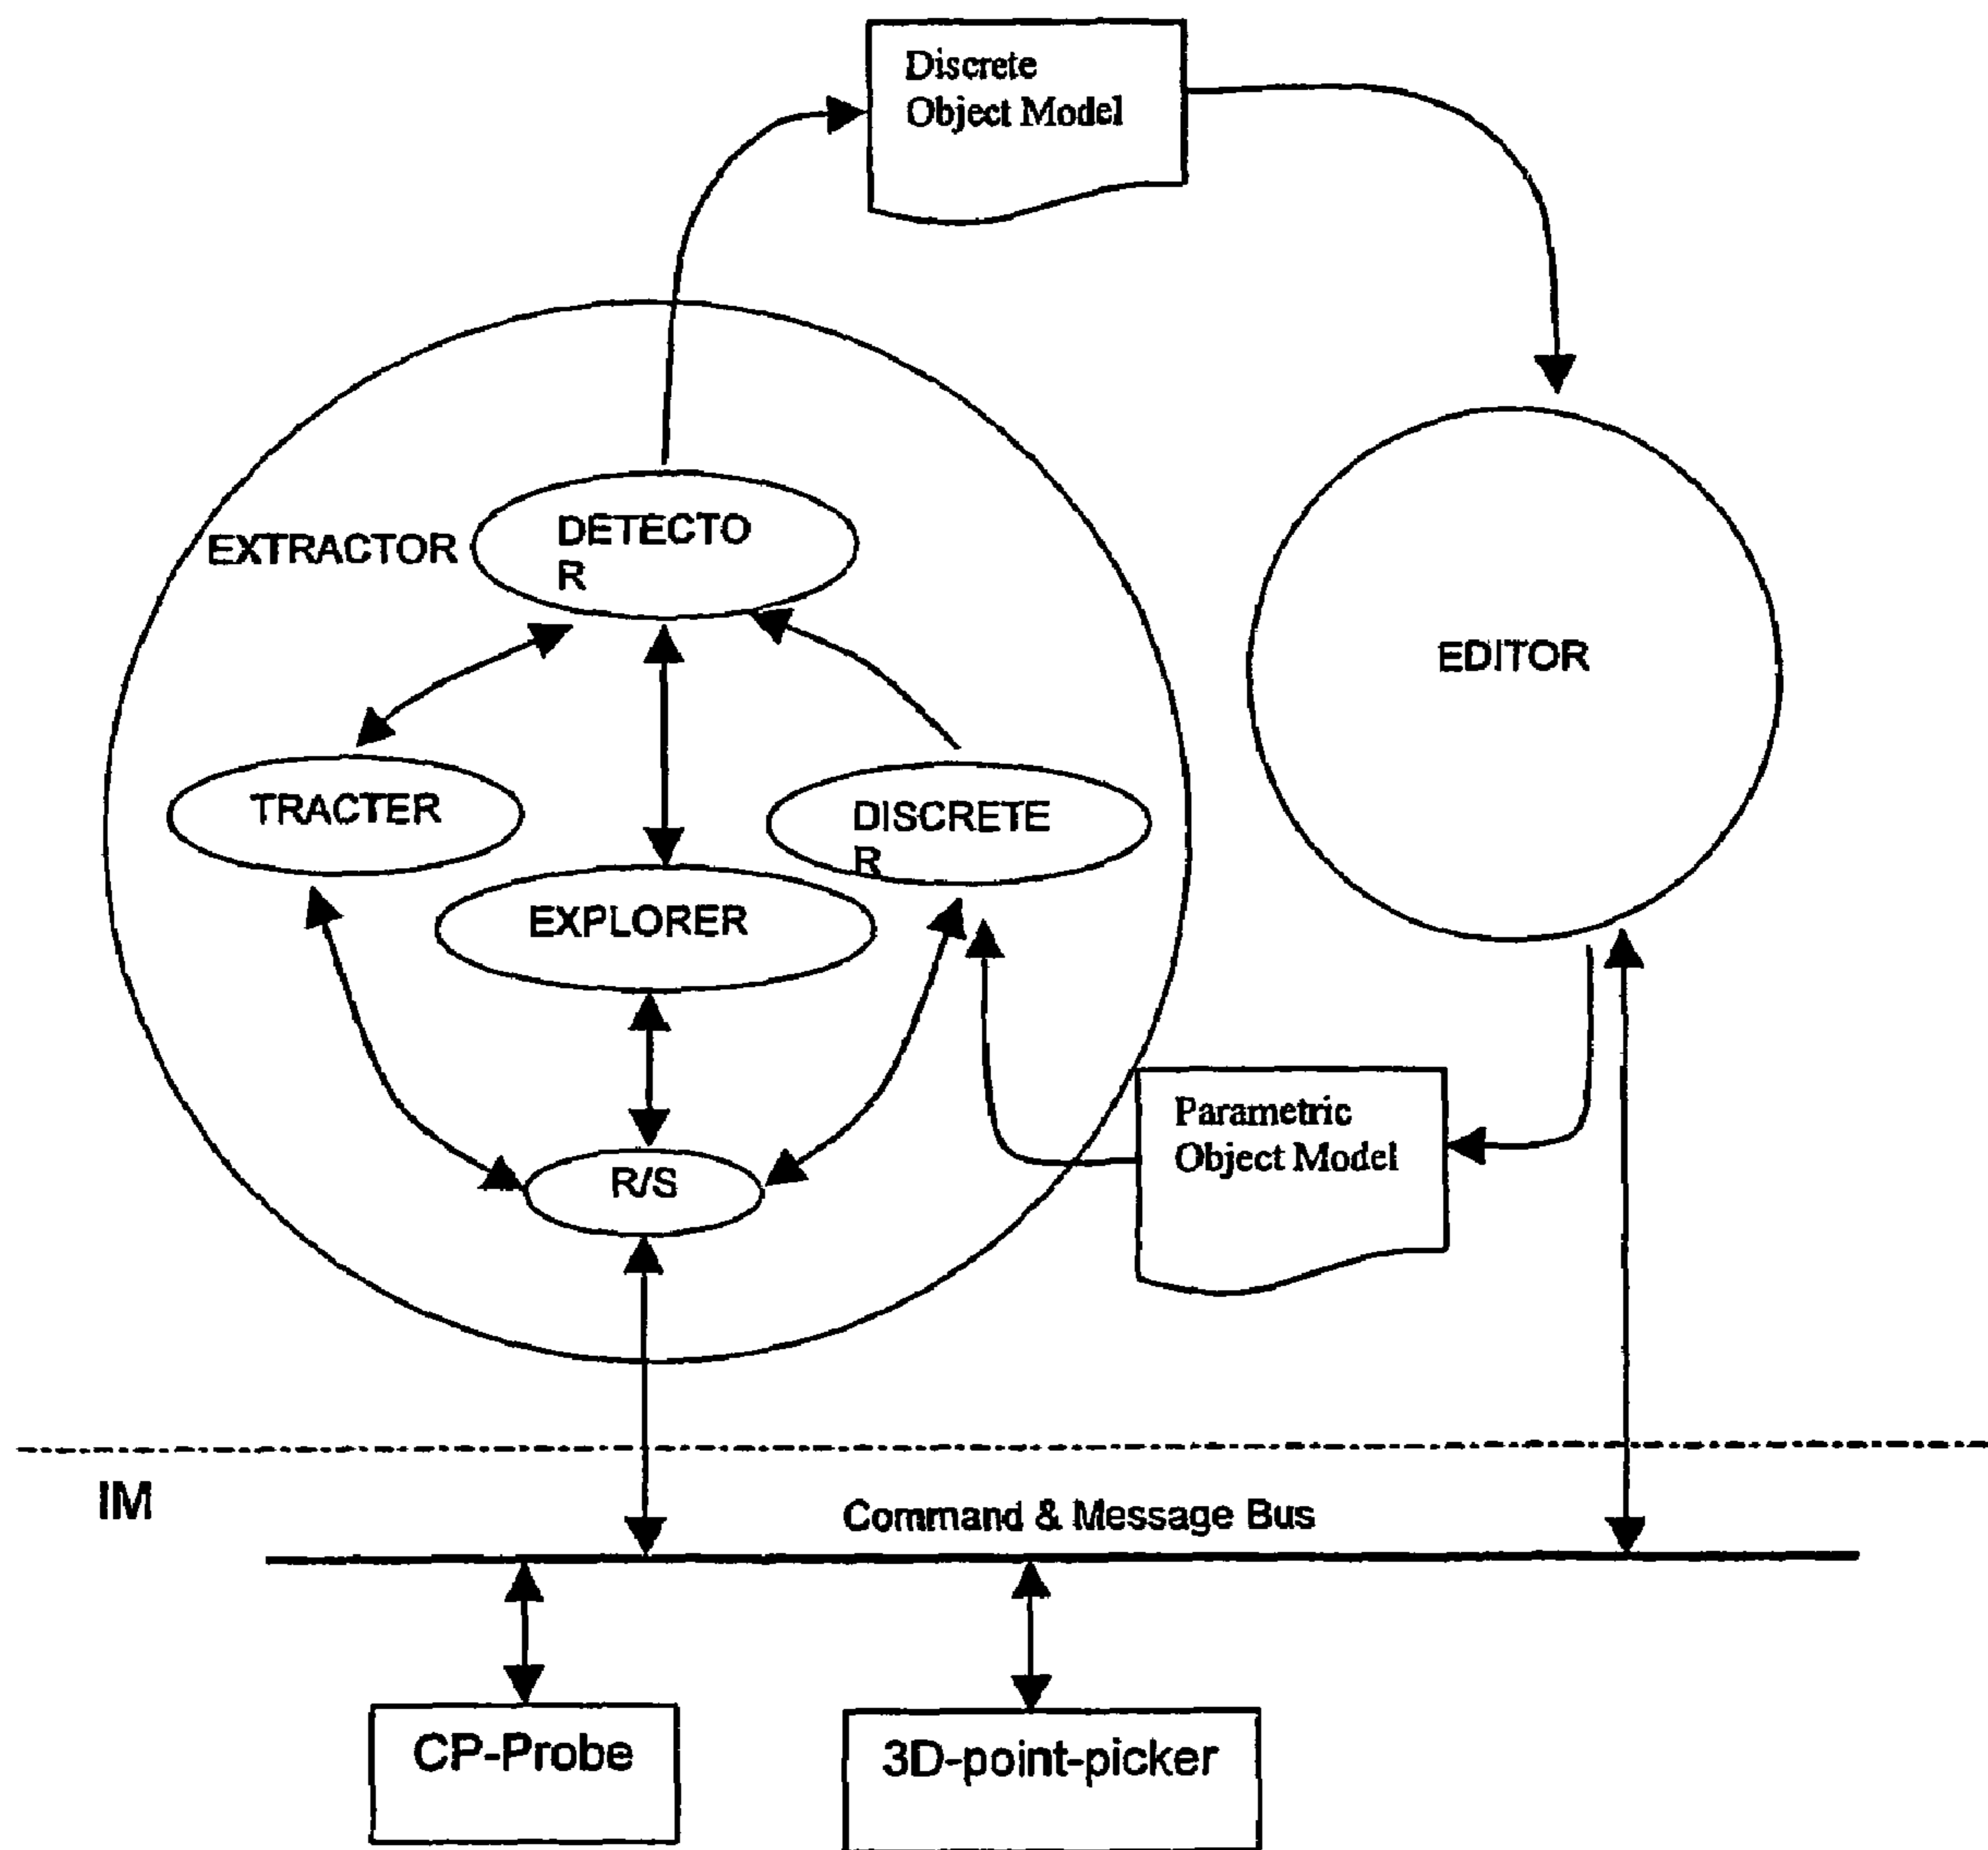 Discrete
Object Model
EXTRACTOR
DETECTO
R
EDITOR
TRACTER
DISCRETE
R
EXPLORER
Parametric
Object Model
R/S
IM
Command & Message Bus
CP-Probe
3D-point-picker